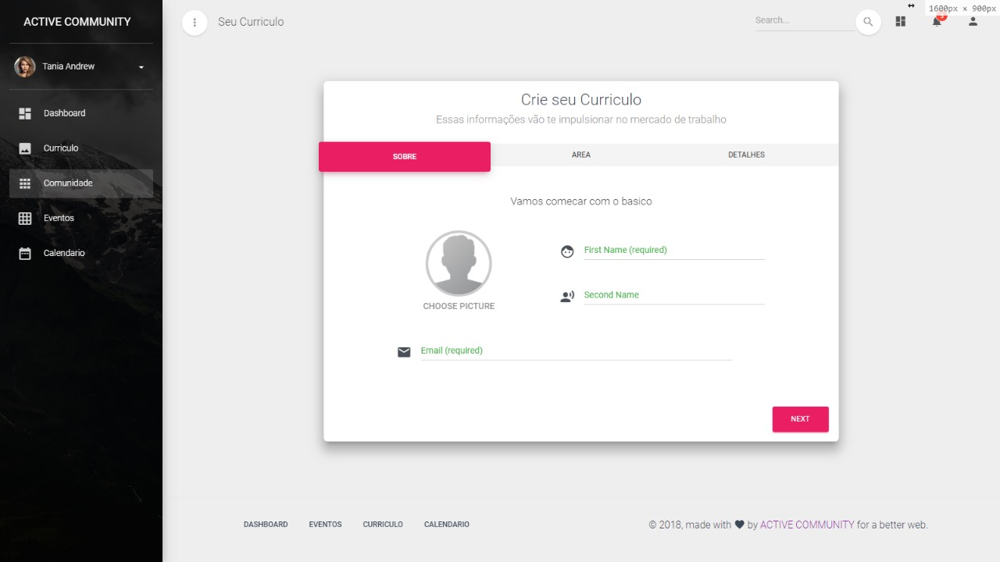 ACTIVE COMMUNITY
Tania Andrew
Dashboard
Curriculo
Comunidade
Eventos
Calendario
Seu Curriculo
Search...
1600px x 900px
Crie seu Curriculo
Essas informações vão te impulsionar no mercado de trabalho
SOBRE
AREA
DETALHES
Vamos comecar com o basico
First Name (required)
Second Name
CHOOSE PICTURE
Email (required)
NEXT
DASHBOARD
EVENTOS
CURRICULO
CALENDARIO
© 2018, made with by ACTIVE COMMUNITY for a better web.